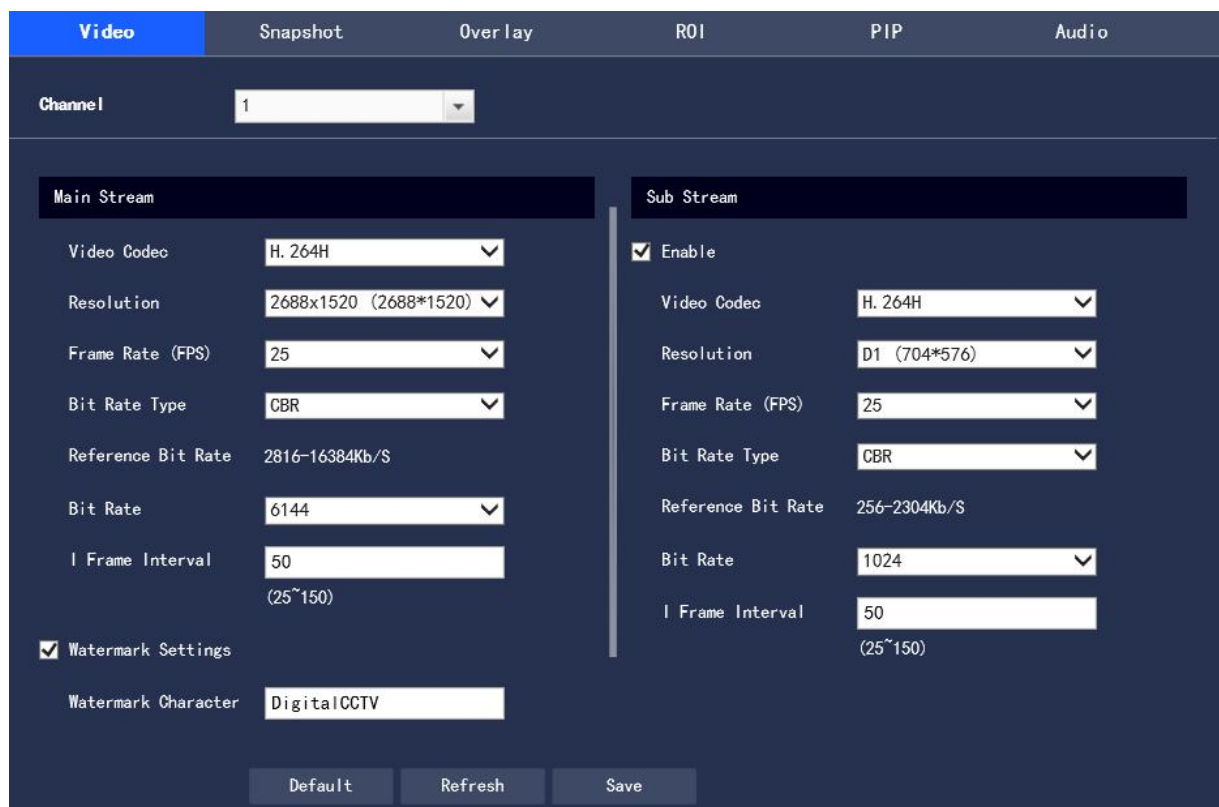 Video Snapshot Overlay ROI PIP Audio
Channel 1
Main Stream
Video Codec H.264H
Resolution 2688x1520 (2688*1520)
Frame Rate (FPS) 25
Bit Rate Type CBR
Reference Bit Rate 2816-16384Kb/S
Bit Rate 6144
I Frame Interval 50
(25~150)
Watermark Settings
Watermark Character DigitalCCTV
Sub Stream
Enable
Video Codec H.264H
Resolution D1 (704*576)
Frame Rate (FPS) 25
Bit Rate Type CBR
Reference Bit Rate 256-2304Kb/S
Bit Rate 1024
I Frame Interval 50
(25~150)
Default Refresh Save